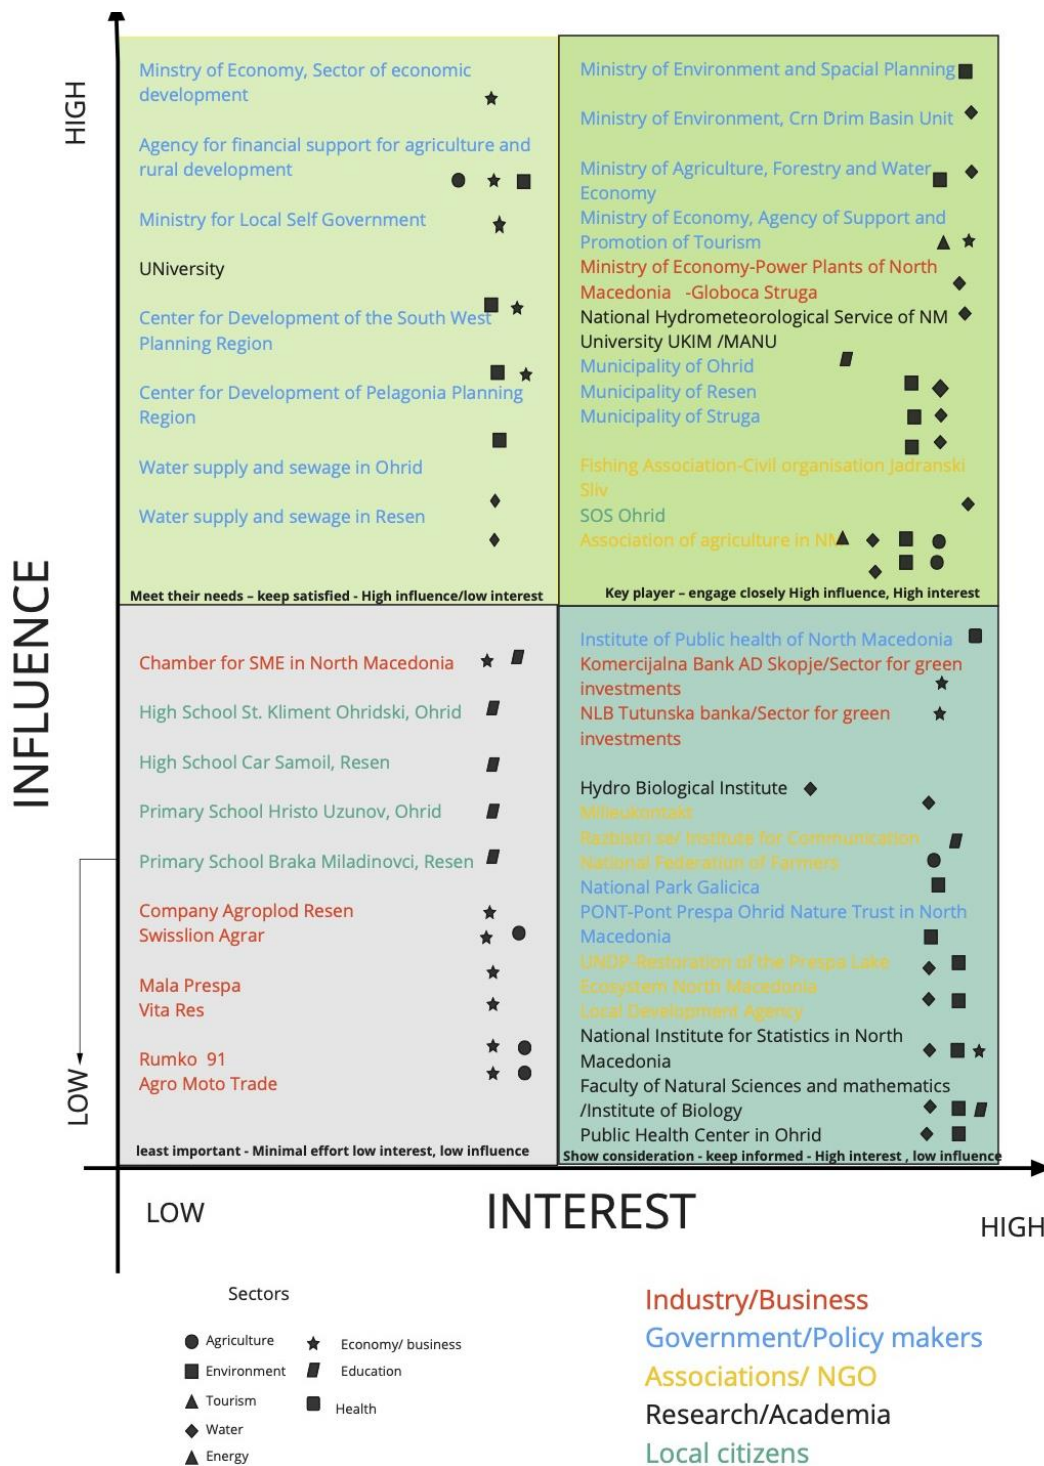 HIGH
INFLUENCE
LOW
Minstry of Economy, Sector of economic
development
Agency for financial support for agriculture and
rural development
Ministry for Local Self Government
UNiversity
Center for Development of the South West
Planning Region
Center for Development of Pelagonia Planning
Region
Water supply and sewage in Ohrid
Water supply and sewage in Resen
Meet their needs – keep satisfied - High influence/low interest
Ministry of Environment and Spacial Planning
Ministry of Environment, Crn Drim Basin Unit
Ministry of Agriculture, Forestry and Water
Economy
Ministry of Economy, Agency of Support and
Promotion of Tourism
Ministry of Economy-Power Plants of North
Macedonia -Globoca Struga
National Hydrometeorological Service of NM
University UKIM /MANU
Municipality of Ohrid
Municipality of Resen
Municipality of Struga
Fishing Association-Civil organisation Jadranski
Sliv
SOS Ohrid
Association of agriculture in NM
Key player – engage closely High influence, High interest
Chamber for SME in North Macedonia
High School St. Kliment Ohridski, Ohrid
High School Car Samoil, Resen
Primary School Hristo Uzunov, Ohrid
Primary School Braka Miladinovci, Resen
Company Agroplod Resen
Swisslion Agrar
Mala Prespa
Vita Res
Rumko 91
Agro Moto Trade
least important - Minimal effort low interest, low influence
Institute of Public health of North Macedonia
Komercijalna Bank AD Skopje/Sector for green
investments
NLB Tutunska banka/Sector for green
investments
Hydro Biological Institute
Milieukomakt
Razbistri se/ Institute for Communication
National Federation of Farmers
National Park Galicica
PONT-Pont Prespa Ohrid Nature Trust in North
Macedonia
UNDP-Restoration of the Prespa Lake
Ecosystem North Macedonia
Local Development Agency
National Institute for Statistics in North
Macedonia
Faculty of Natural Sciences and mathematics
/Institute of Biology
Public Health Center in Ohrid
Show consideration - keep informed - High interest , low influence
LOW
INTEREST
HIGH
Sectors
Agriculture
Environment
Tourism
Water
Energy
Economy/ business
Education
Health
Industry/Business
Government/Policy makers
Associations/ NGO
Research/Academia
Local citizens